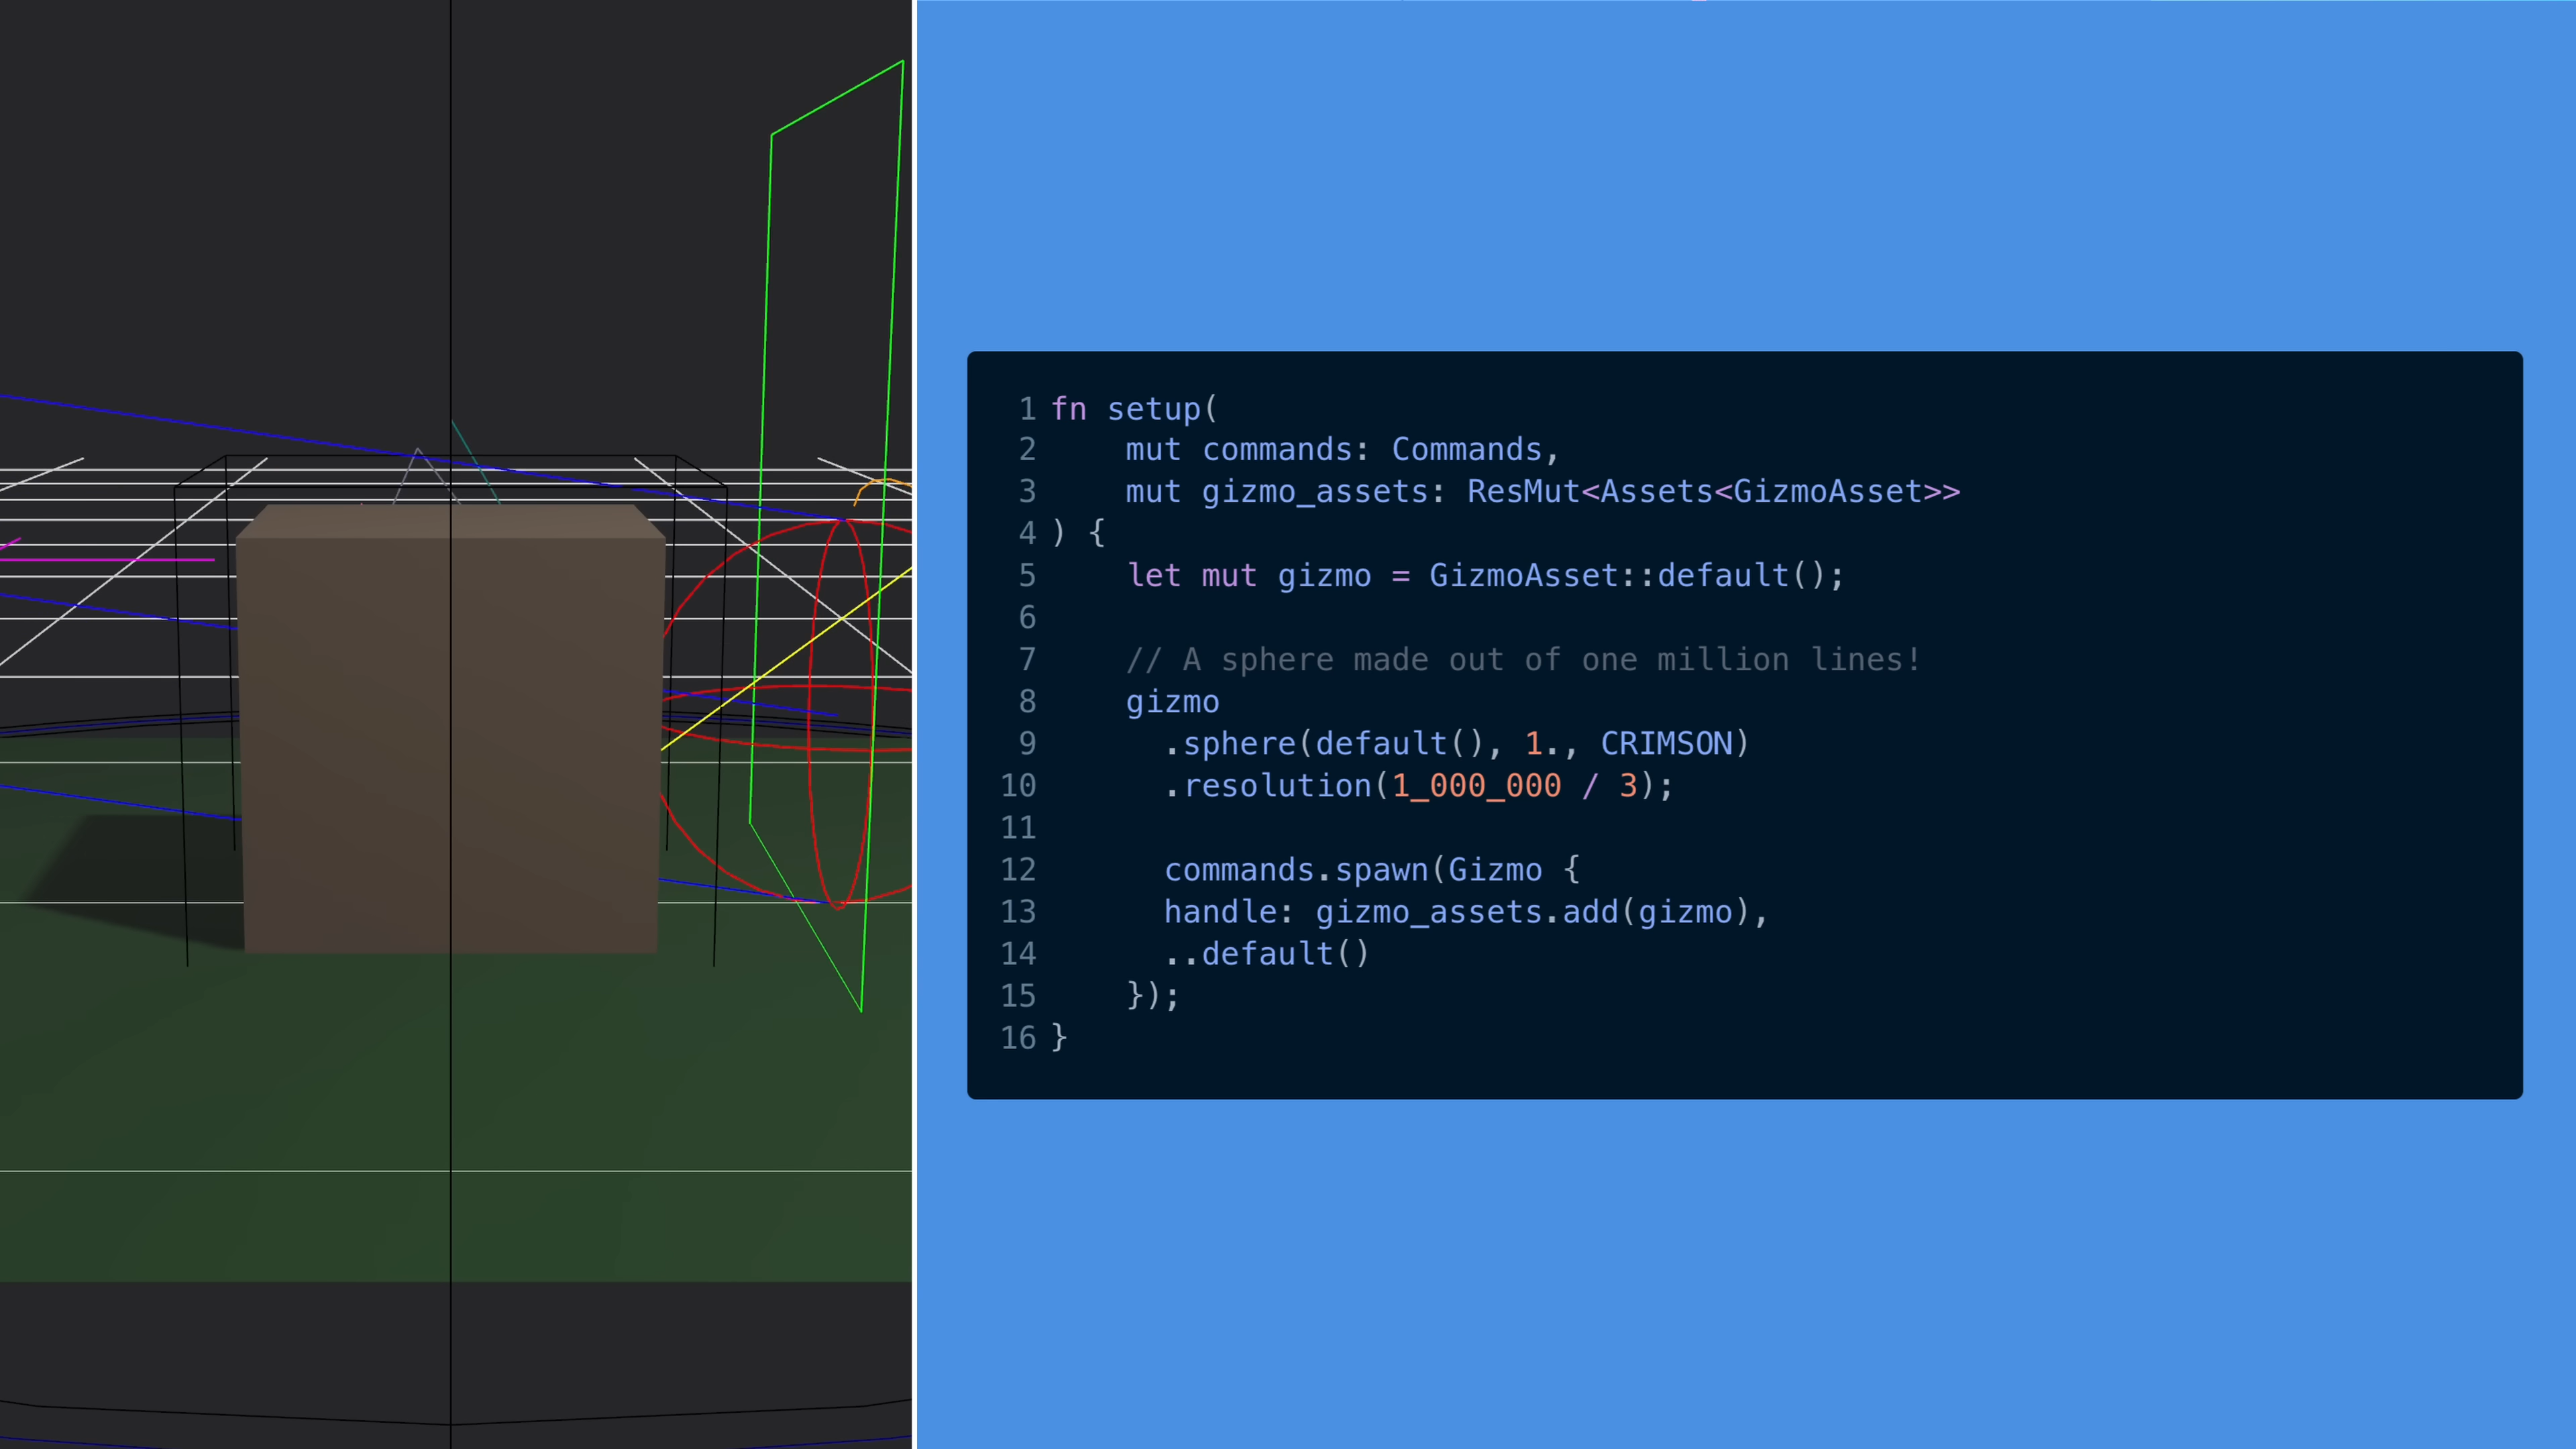 1 fn setup(
2     mut commands: Commands,
3     mut gizmo_assets: ResMut<Assets<GizmoAsset>>
4 ) {
5     let mut gizmo = GizmoAsset::default();
6
7     // A sphere made out of one million lines!
8     gizmo
9       .sphere(default(), 1., CRIMSON)
10       .resolution(1_000_000 / 3);
11
12       commands.spawn(Gizmo {
13       handle: gizmo_assets.add(gizmo),
14       ..default()
15     });
16 }